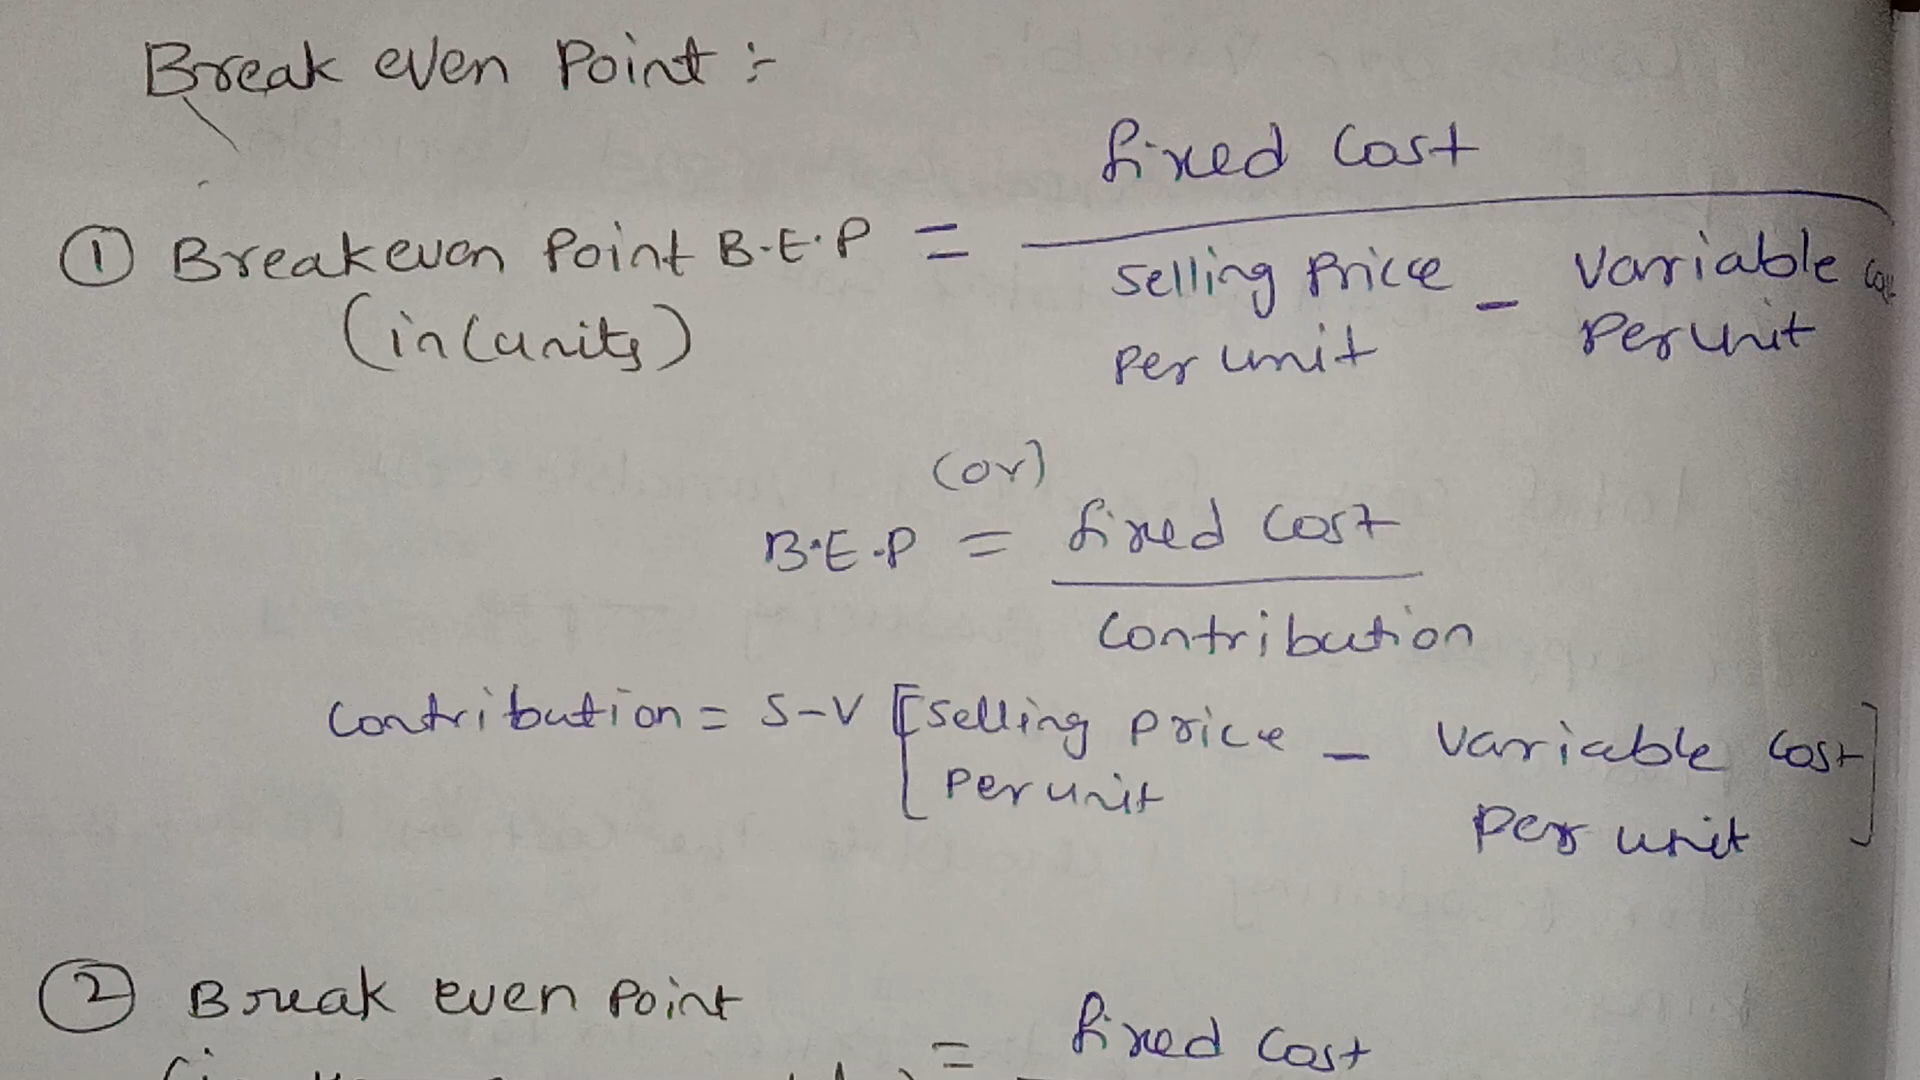 Break even Point :-
fixed Cost
① Breakeven Point B.E.P =
selling Price - Variable
(in(units)
per unit Per unit
(or)
B.E.P = fixed cost
Contribution
Contribution = S-V [selling price - Variable Cost]
Per unit Per unit
② Break even Point
= fixed Cost